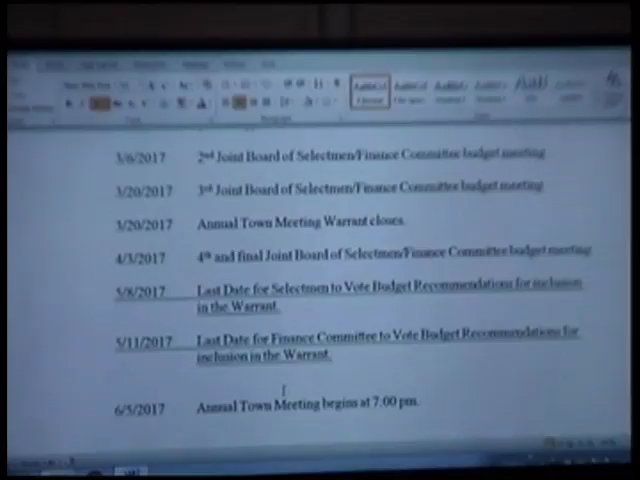 3/6/2017 2nd Joint Board of Selectmen/Finance Committee budget meeting
3/20/2017 3rd Joint Board of Selectmen/Finance Committee budget meeting
3/20/2017 Annual Town Meeting Warrant closes.
4/3/2017 4th and final Joint Board of Selectmen/Finance Committee budget meeting
5/8/2017 Last Date for Selectmen to Vote Budget Recommendations for inclusion
in the Warrant.
5/11/2017 Last Date for Finance Committee to Vote Budget Recommendations for
inclusion in the Warrant.
6/5/2017 Annual Town Meeting begins at 7:00 pm.